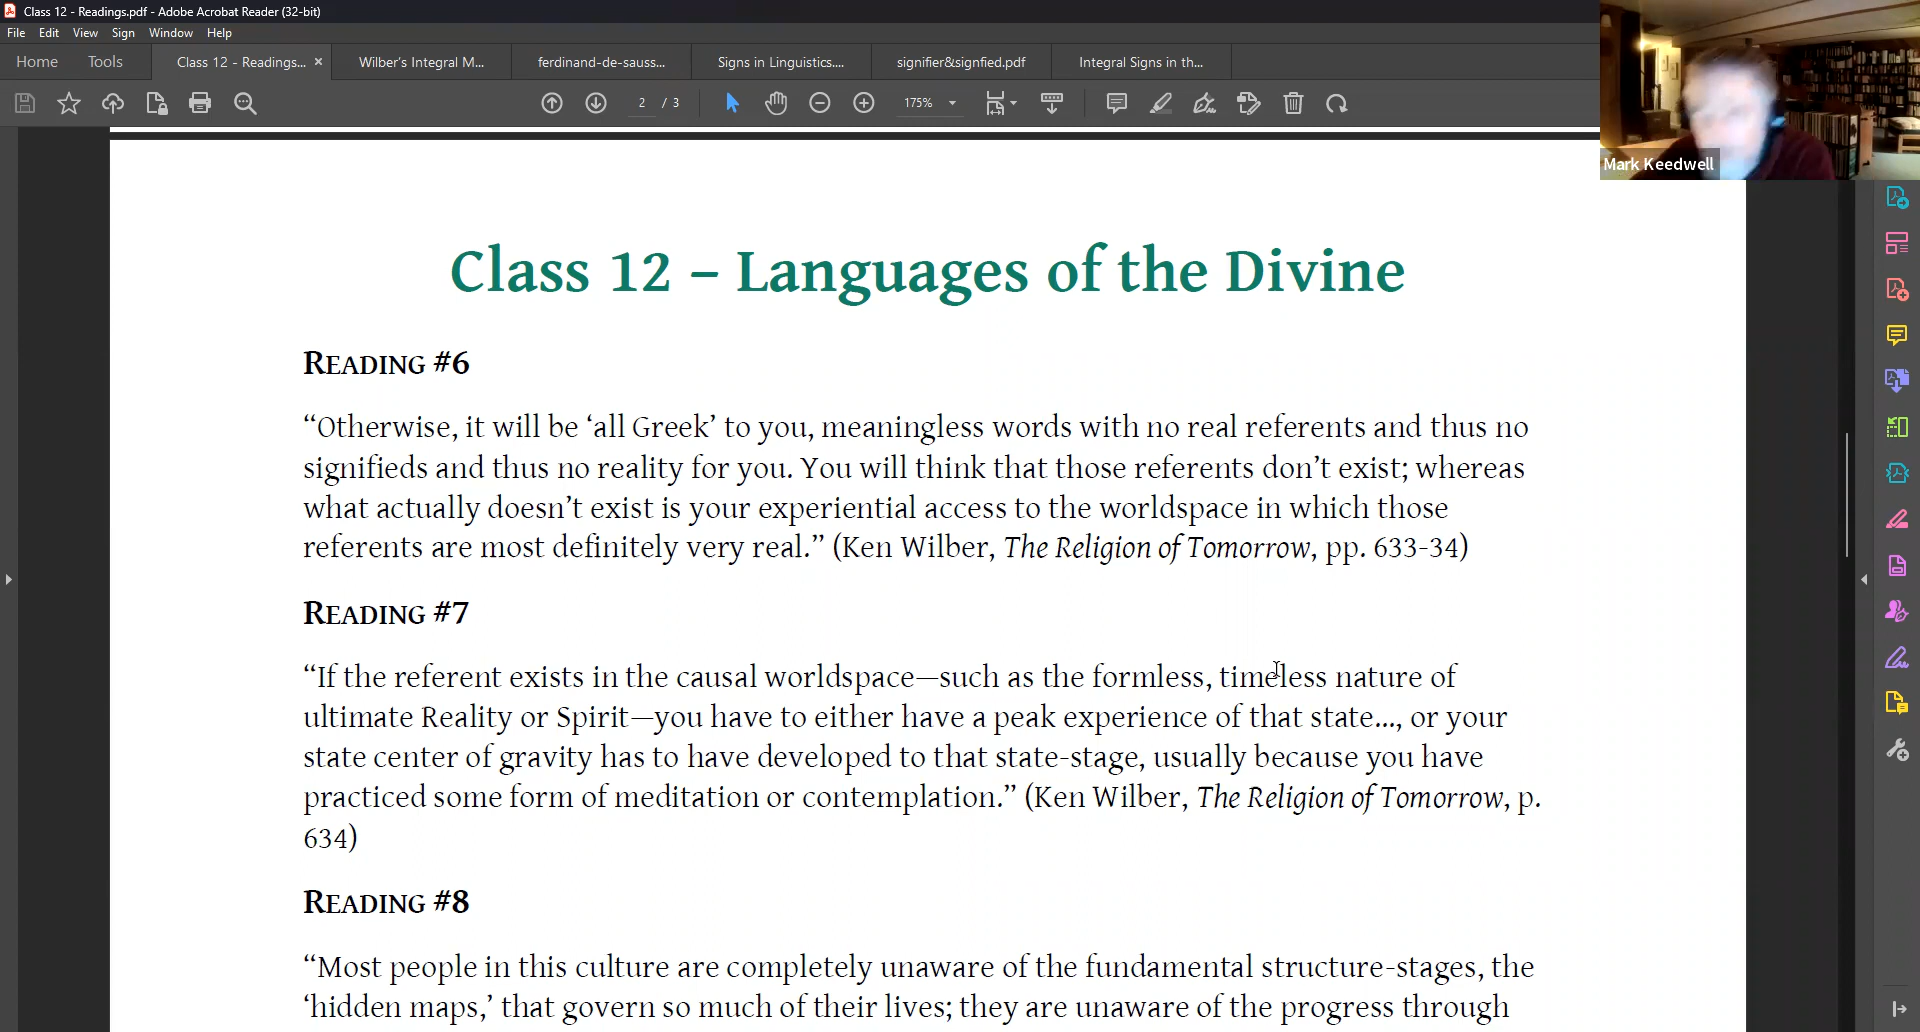 Class 12 - Readings.pdf - Adobe Acrobat Reader (32-bit)
File Edit View Sign Window Help
Home Tools Class 12 - Readings... × Wilber's Integral M... ferdinand-de-sauss... Signs in Linguistics.... signifier&signfied.pdf Integral Signs in th...
2 / 3 175%
Mark Keedwell
Class 12 – Languages of the Divine
READING #6
“Otherwise, it will be ‘all Greek’ to you, meaningless words with no real referents and thus no
signifieds and thus no reality for you. You will think that those referents don’t exist; whereas
what actually doesn’t exist is your experiential access to the worldspace in which those
referents are most definitely very real.” (Ken Wilber, The Religion of Tomorrow, pp. 633-34)
READING #7
“If the referent exists in the causal worldspace—such as the formless, timeless nature of
ultimate Reality or Spirit—you have to either have a peak experience of that state..., or your
state center of gravity has to have developed to that state-stage, usually because you have
practiced some form of meditation or contemplation.” (Ken Wilber, The Religion of Tomorrow, p.
634)
READING #8
“Most people in this culture are completely unaware of the fundamental structure-stages, the
‘hidden maps,’ that govern so much of their lives; they are unaware of the progress through